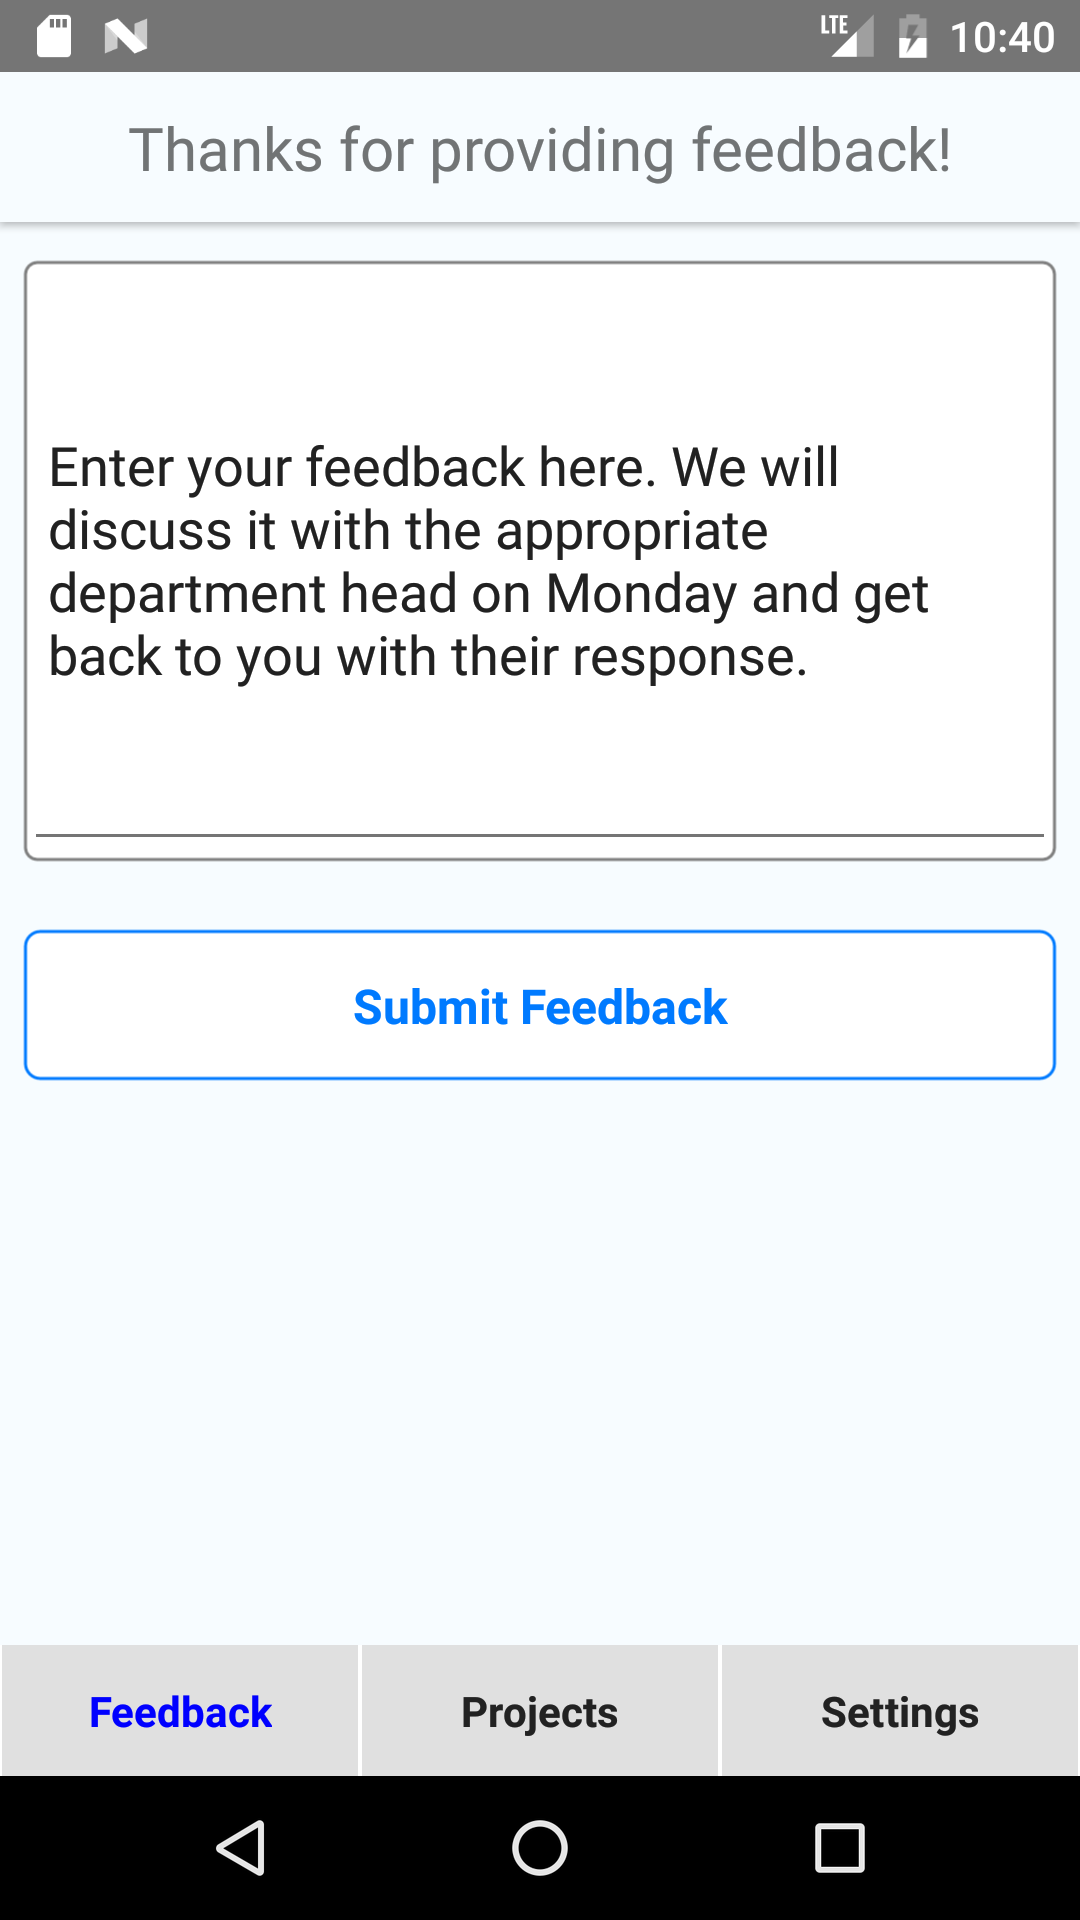 LTE 10:40
Thanks for providing feedback!
Enter your feedback here. We will
discuss it with the appropriate
department head on Monday and get
back to you with their response.
Submit Feedback
Feedback Projects Settings